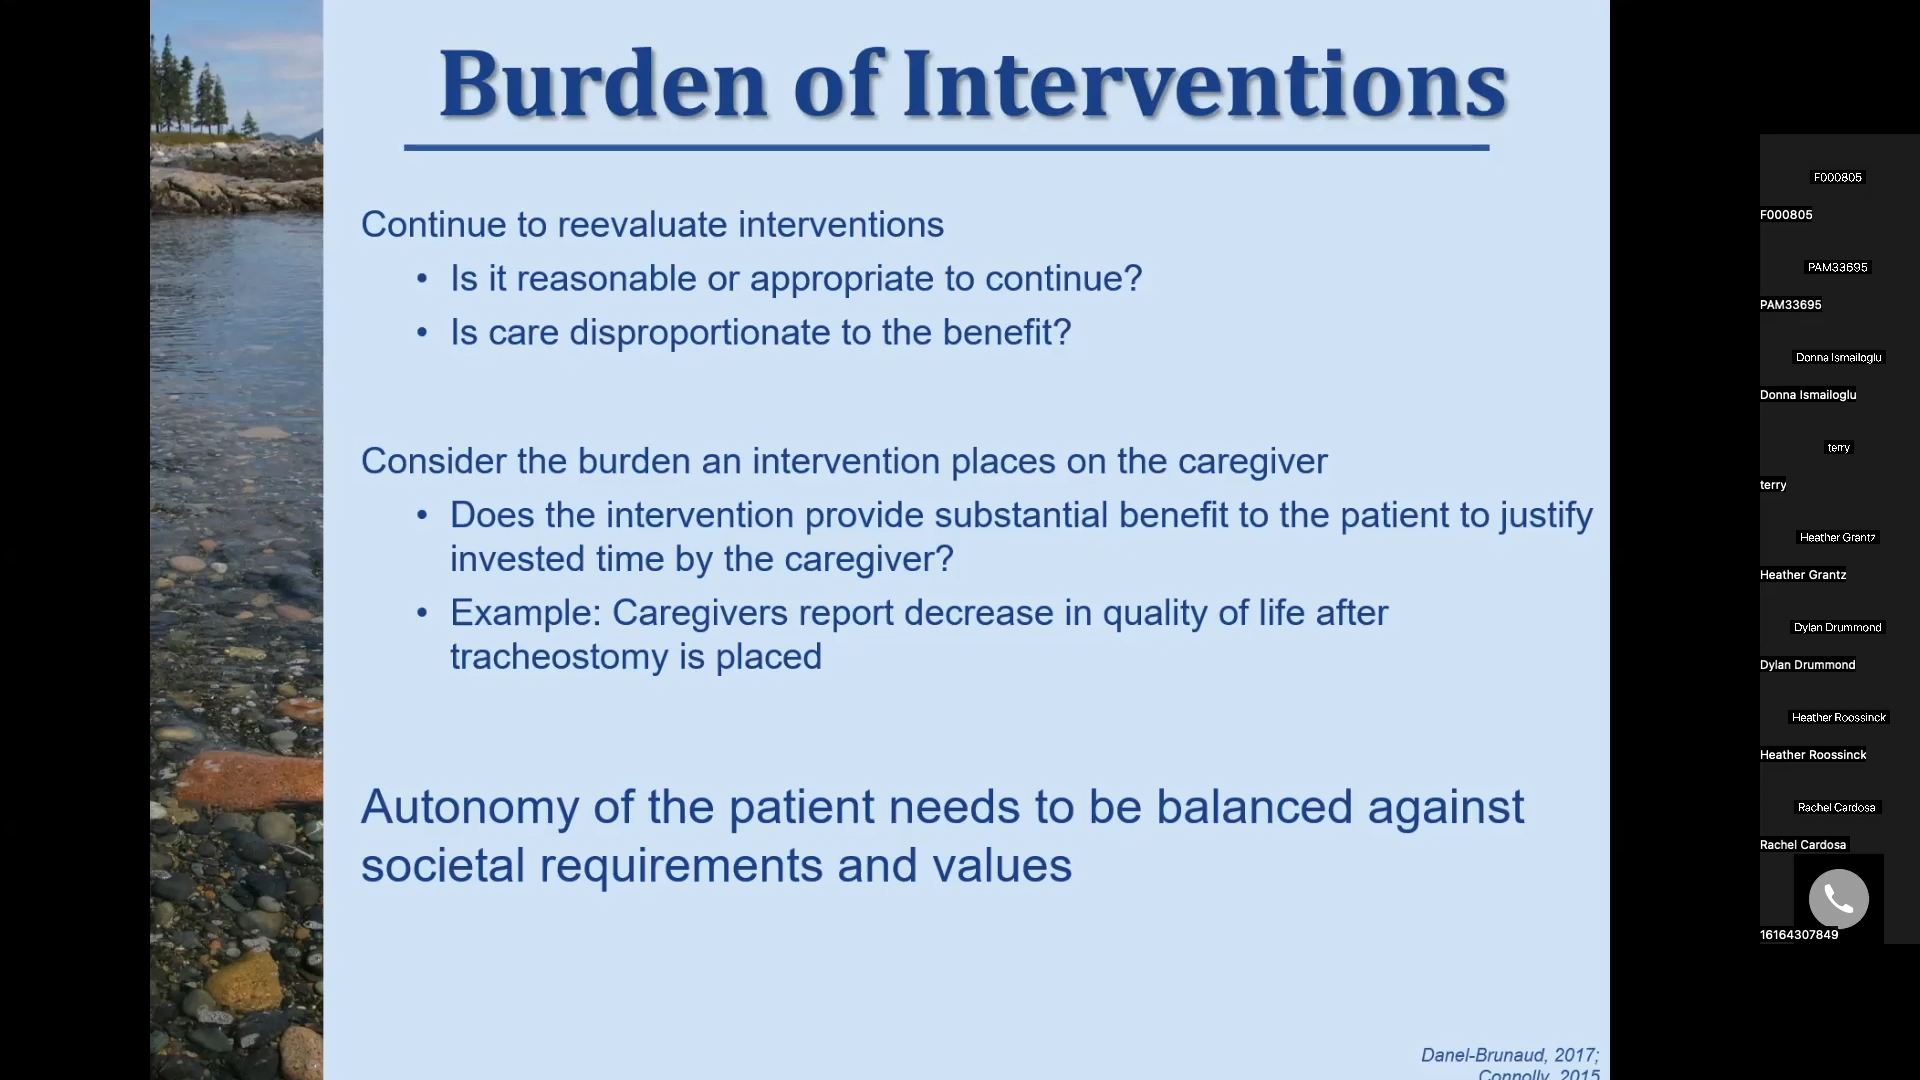 Burden of Interventions
Continue to reevaluate interventions
• Is it reasonable or appropriate to continue?
• Is care disproportionate to the benefit?
Consider the burden an intervention places on the caregiver
• Does the intervention provide substantial benefit to the patient to justify
invested time by the caregiver?
• Example: Caregivers report decrease in quality of life after
tracheostomy is placed
Autonomy of the patient needs to be balanced against
societal requirements and values
Danel-Brunaud, 2017;
Connolly, 2015
F000805
F000805
PAM33695
PAM33695
Donna Ismailoglu
Donna Ismailoglu
terry
terry
Heather Grantz
Heather Grantz
Dylan Drummond
Dylan Drummond
Heather Roossinck
Heather Roossinck
Rachel Cardosa
Rachel Cardosa
16164307849